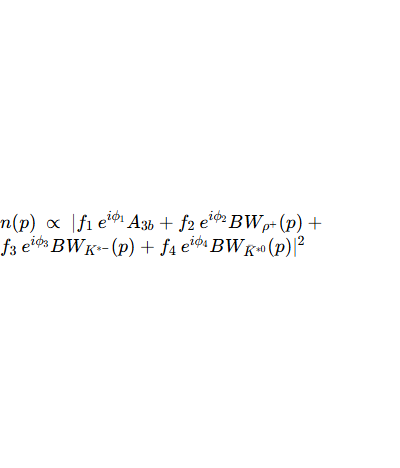 n(p) ∝ |f₁ e^{iϕ₁} A_{3b} + f₂ e^{iϕ₂} BW_{ρ⁺}(p) +
f₃ e^{iϕ₃} BW_{K*⁻}(p) + f₄ e^{iϕ₄} BW_{K*⁰}(p)|²